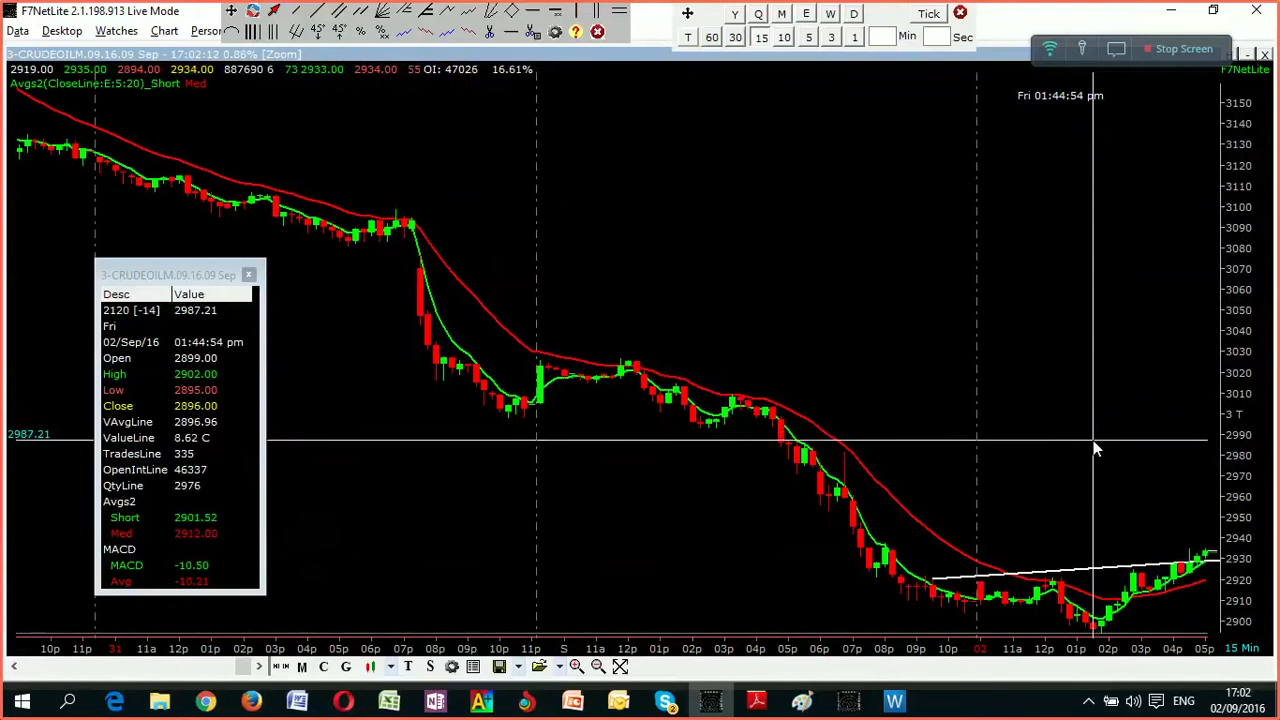 F7NetLite 2.1.198.913 Live Mode
Y Q M E W D Tick
Data Desktop Watches Chart Person
T 60 30 15 10 5 3 1 Min Sec
Stop Screen
3-CRUDEOILM.09.16.09 Sep - 17:02:12 0.86% [Zoom]
2919.00 2935.00 2894.00 2934.00 887690 6 73 2933.00 2934.00 55 OI: 47026 16.61%
F7NetLite
Avgs2(CloseLine:E:5:20)_Short Med
Fri 01:44:54 pm
3150
3140
3130
3120
3110
3100
3090
3080
3070
3060
3050
3040
3030
3020
3010
3 T
2990
2980
2970
2960
2950
2940
2930
2920
2910
2900
2987.21
3-CRUDEOILM.09.16.09 Sep
Desc Value
2120 [-14] 2987.21
Fri
02/Sep/16 01:44:54 pm
Open 2899.00
High 2902.00
Low 2895.00
Close 2896.00
VAvgLine 2896.96
ValueLine 8.62 C
TradesLine 335
OpenIntLine 46337
QtyLine 2976
Avgs2
Short 2901.52
Med 2912.00
MACD
MACD -10.50
Avg -10.21
10p 11p 31 11a 12p 01p 02p 03p 04p 05p 06p 07p 08p 09p 10p 11p S 11a 12p 01p 02p 03p 04p 05p 06p 07p 08p 09p 10p 02 11a 12p 01p 02p 03p 04p 05p 15 Min
M C G T S
ENG
17:02
02/09/2016